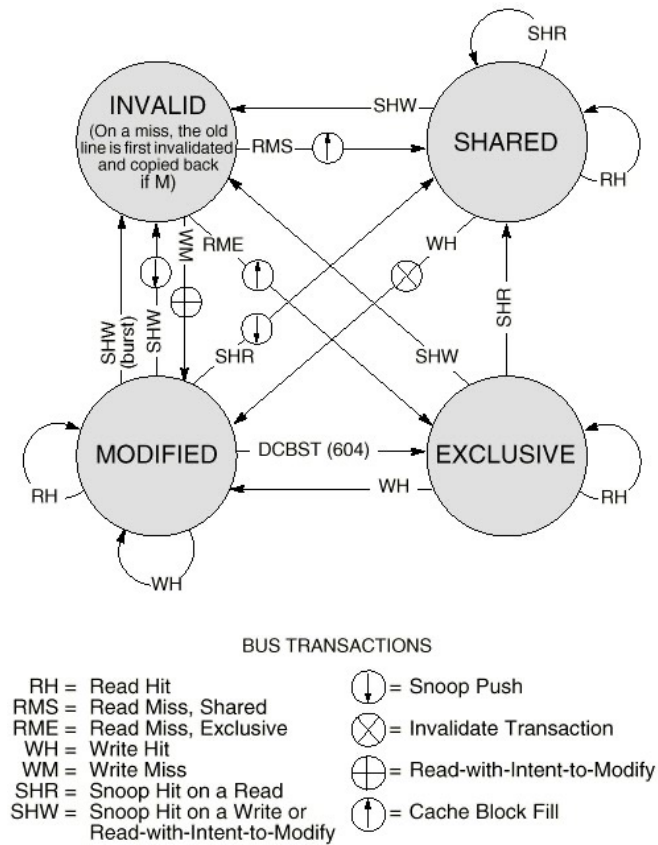 SHR
INVALID
(On a miss, the old
line is first invalidated
and copied back
if M)
SHW
RMS
SHARED
RH
WM
RME
WH
SHW
(burst)
SHW
SHR
SHW
SHR
MODIFIED
DCBST (604)
EXCLUSIVE
WH
RH
RH
WH
BUS TRANSACTIONS
RH = Read Hit
RMS = Read Miss, Shared
RME = Read Miss, Exclusive
WH = Write Hit
WM = Write Miss
SHR = Snoop Hit on a Read
SHW = Snoop Hit on a Write or
Read-with-Intent-to-Modify
= Snoop Push
= Invalidate Transaction
= Read-with-Intent-to-Modify
= Cache Block Fill